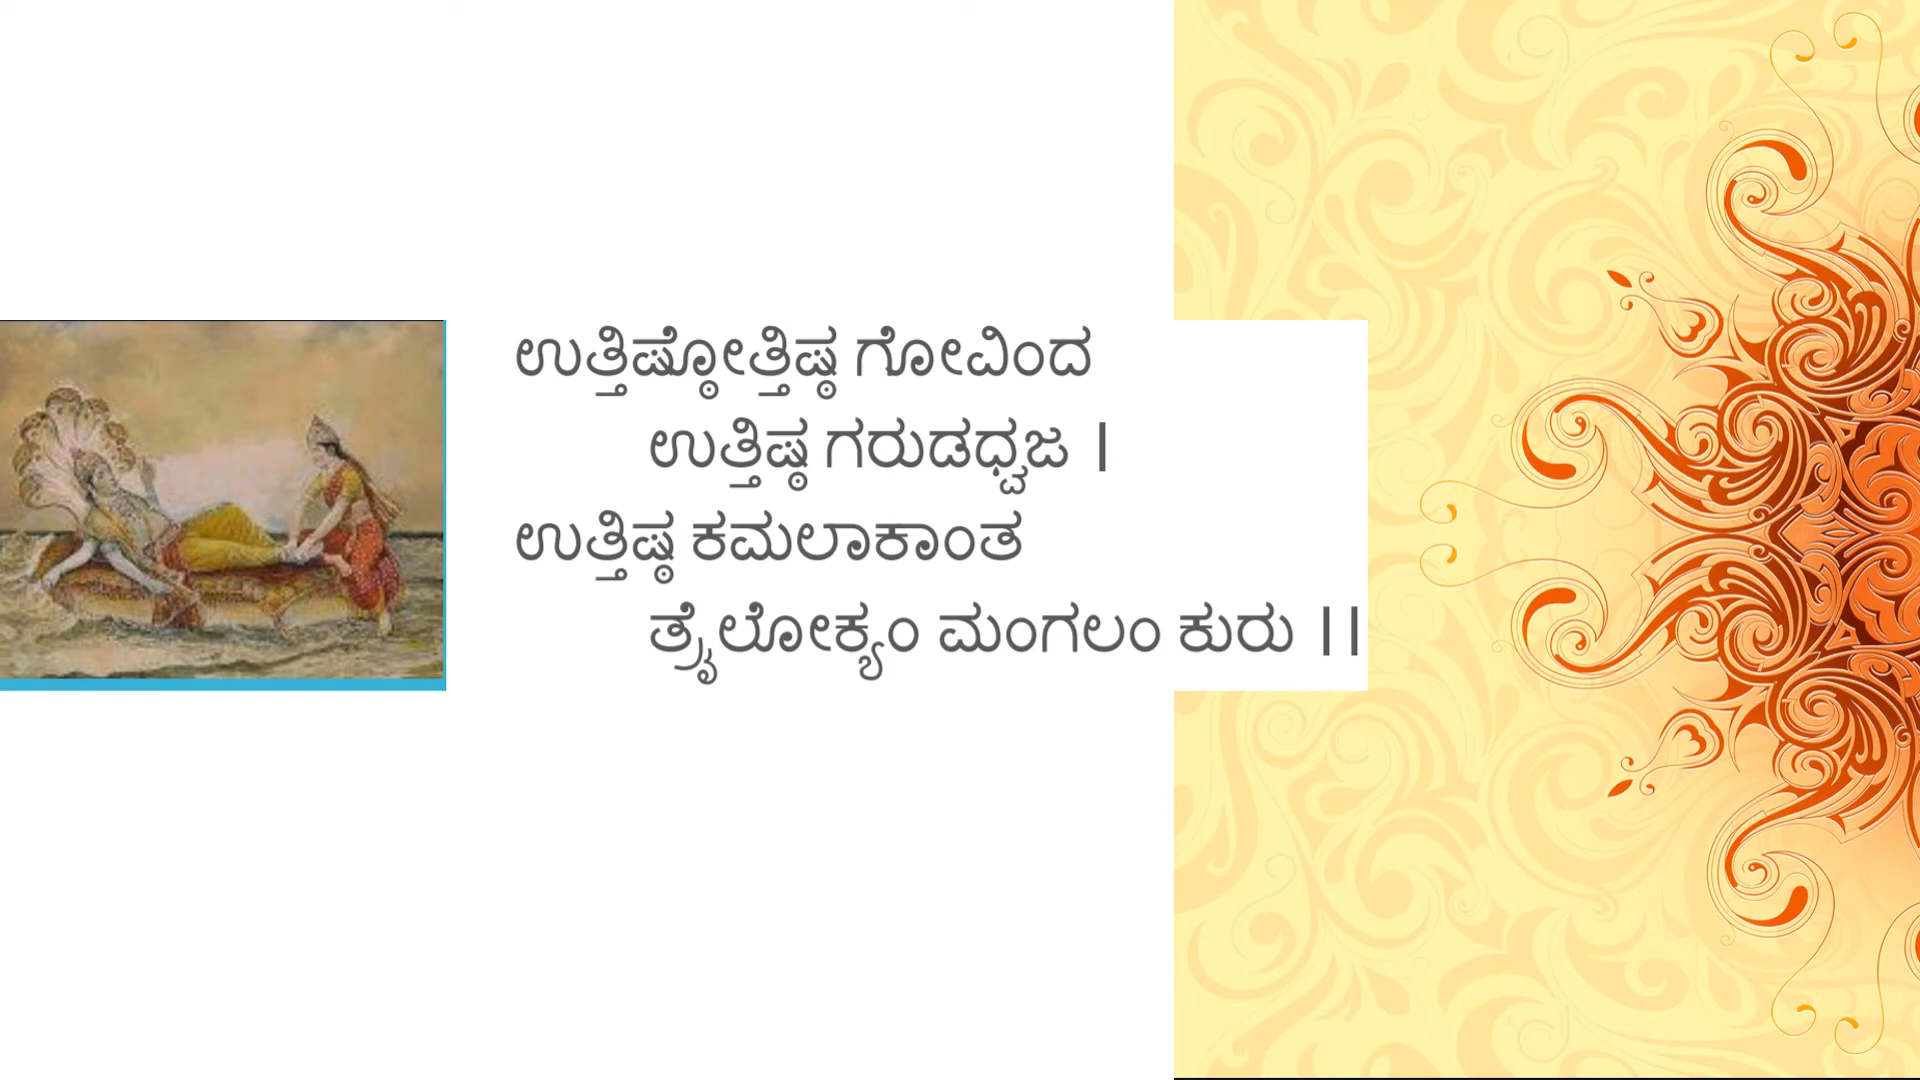 ಉತ್ತಿಷ್ಠೋತ್ತಿಷ್ಠ ಗೋವಿಂದ
ಉತ್ತಿಷ್ಠ ಗರುಡಧ್ವಜ ।
ಉತ್ತಿಷ್ಠ ಕಮಲಾಕಾಂತ
ತ್ರೈಲೋಕ್ಯಂ ಮಂಗಲಂ ಕುರು ।।